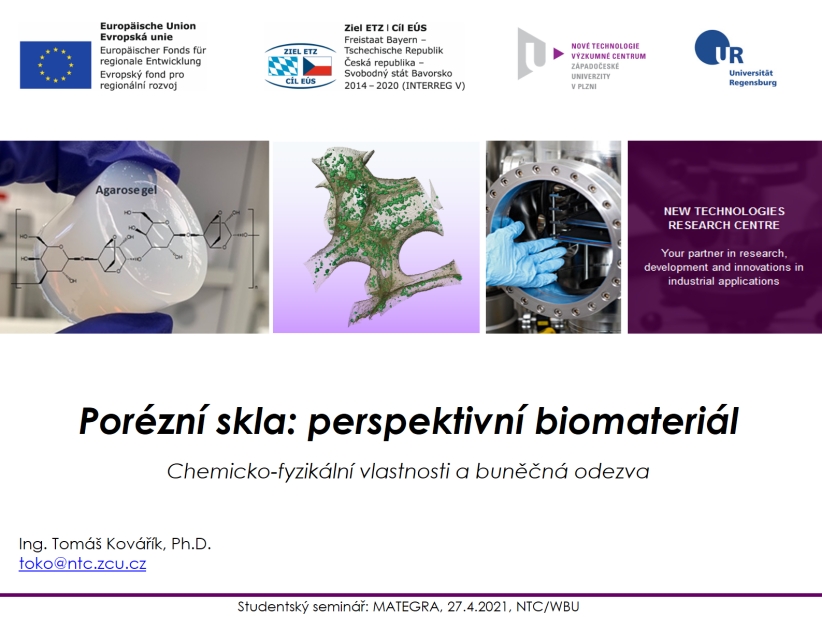 Europäische Union
Evropská unie
Europäischer Fonds für
regionale Entwicklung
Evropský fond pro
regionální rozvoj
ZIEL ETZ
CÍL EÚS
Ziel ETZ | Cíl EÚS
Freistaat Bayern –
Tschechische Republik
Česká republika –
Svobodný stát Bavorsko
2014 – 2020 (INTERREG V)
NOVÉ TECHNOLOGIE
VÝZKUMNÉ CENTRUM
ZÁPADOČESKÉ
UNIVERZITY
V PLZNI
UR
Universität
Regensburg
Agarose gel
NEW TECHNOLOGIES
RESEARCH CENTRE
Your partner in research,
development and innovations in
industrial applications
Porézní skla: perspektivní biomateriál
Chemicko-fyzikální vlastnosti a buněčná odezva
Ing. Tomáš Kovářík, Ph.D.
toko@ntc.zcu.cz
Studentský seminář: MATEGRA, 27.4.2021, NTC/WBU